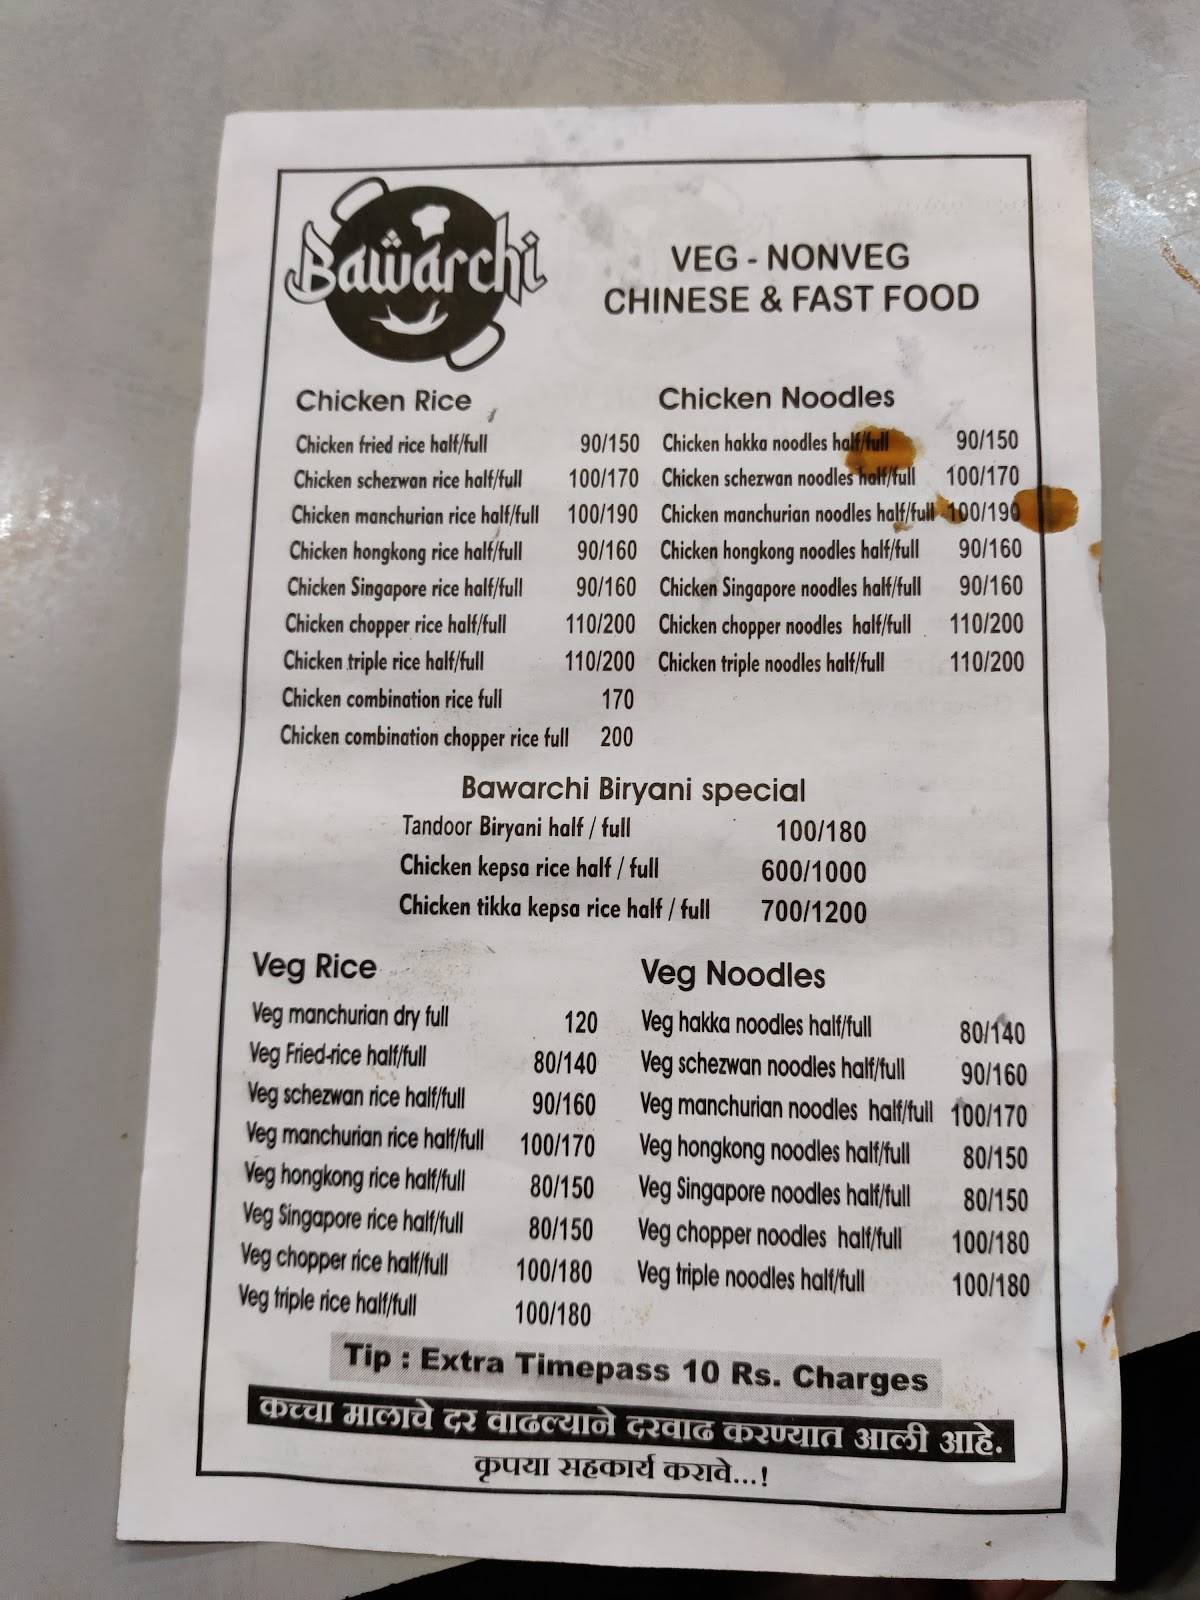 Bawarchi
VEG - NONVEG
CHINESE & FAST FOOD
Chicken Rice
Chicken fried rice half/full 90/150
Chicken schezwan rice half/full 100/170
Chicken manchurian rice half/full 100/190
Chicken hongkong rice half/full 90/160
Chicken Singapore rice half/full 90/160
Chicken chopper rice half/full 110/200
Chicken triple rice half/full 110/200
Chicken combination rice full 170
Chicken combination chopper rice full 200
Chicken Noodles
Chicken hakka noodles half/full 90/150
Chicken schezwan noodles half/full 100/170
Chicken manchurian noodles half/full 100/190
Chicken hongkong noodles half/full 90/160
Chicken Singapore noodles half/full 90/160
Chicken chopper noodles half/full 110/200
Chicken triple noodles half/full 110/200
Bawarchi Biryani special
Tandoor Biryani half / full 100/180
Chicken kepsa rice half / full 600/1000
Chicken tikka kepsa rice half / full 700/1200
Veg Rice
Veg manchurian dry full 120
Veg Fried-rice half/full 80/140
Veg schezwan rice half/full 90/160
Veg manchurian rice half/full 100/170
Veg hongkong rice half/full 80/150
Veg Singapore rice half/full 80/150
Veg chopper rice half/full 100/180
Veg triple rice half/full 100/180
Veg Noodles
Veg hakka noodles half/full 80/140
Veg schezwan noodles half/full 90/160
Veg manchurian noodles half/full 100/170
Veg hongkong noodles half/full 80/150
Veg Singapore noodles half/full 80/150
Veg chopper noodles half/full 100/180
Veg triple noodles half/full 100/180
Tip : Extra Timepass 10 Rs. Charges
कच्चा मालाचे दर वाढल्याने दरवाढ करण्यात आली आहे.
कृपया सहकार्य करावे...!